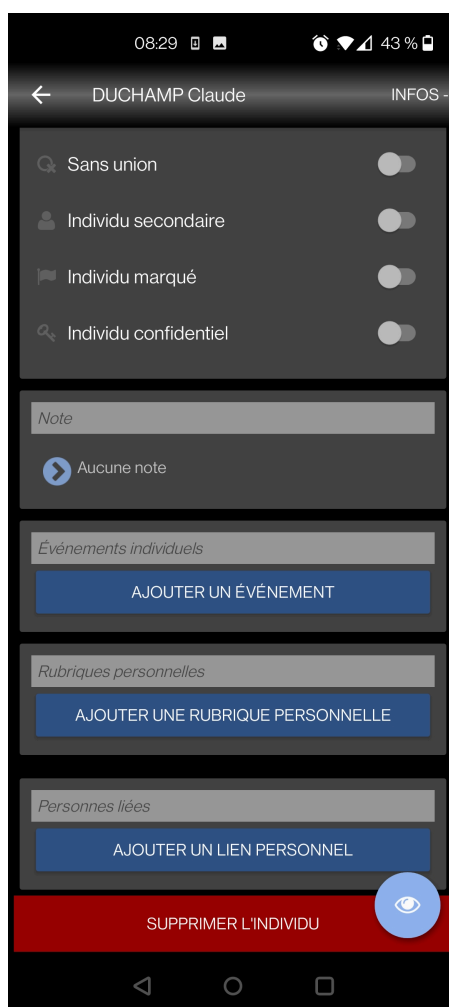 08:29 43 %
DUCHAMP Claude INFOS -
Sans union
Individu secondaire
Individu marqué
Individu confidentiel
Note
Aucune note
Événements individuels
AJOUTER UN ÉVÉNEMENT
Rubriques personnelles
AJOUTER UNE RUBRIQUE PERSONNELLE
Personnes liées
AJOUTER UN LIEN PERSONNEL
SUPPRIMER L'INDIVIDU